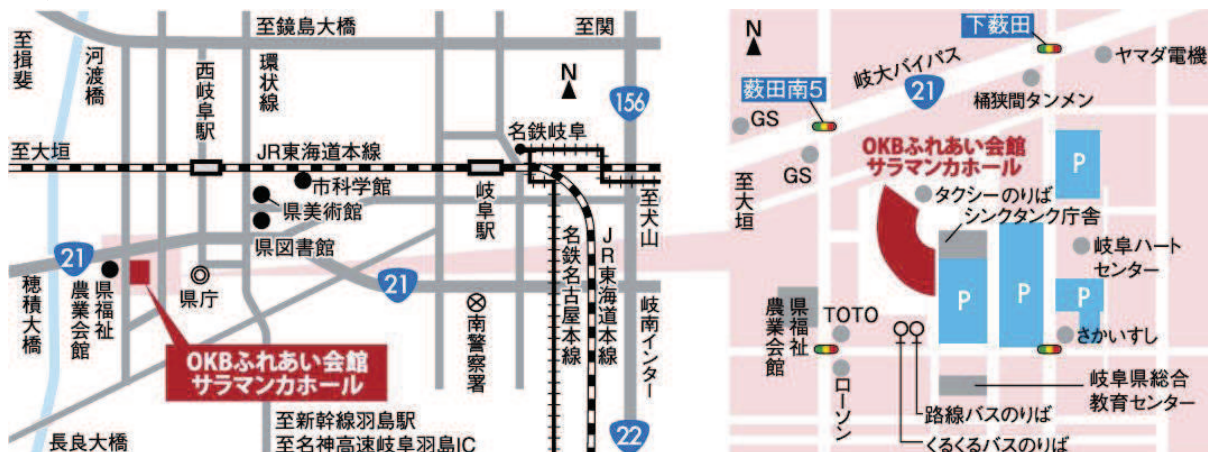 至鏡島大橋
至関
至揖斐
河渡橋
西岐阜駅
環状線
N
156
名鉄岐阜
至大垣
JR東海道本線
市科学館
県美術館
県図書館
岐阜駅
至犬山
名鉄名古屋本線
JR東海道本線
21
県福祉
農業会館
県庁
21
穂積大橋
南警察署
岐南インター
OKBふれあい会館
サラマンカホール
至新幹線羽島駅
至名神高速岐阜羽島IC
長良大橋
22
N
下薮田
ヤマダ電機
岐大バイパス
21
薮田南5
桶狭間タンメン
GS
GS
OKBふれあい会館
サラマンカホール
P
至大垣
タクシーのりば
シンクタンク庁舎
岐阜ハート
センター
P
P
P
県福祉
農業会館
TOTO
さかいすし
ローソン
岐阜県総合
教育センター
路線バスのりば
くるくるバスのりば